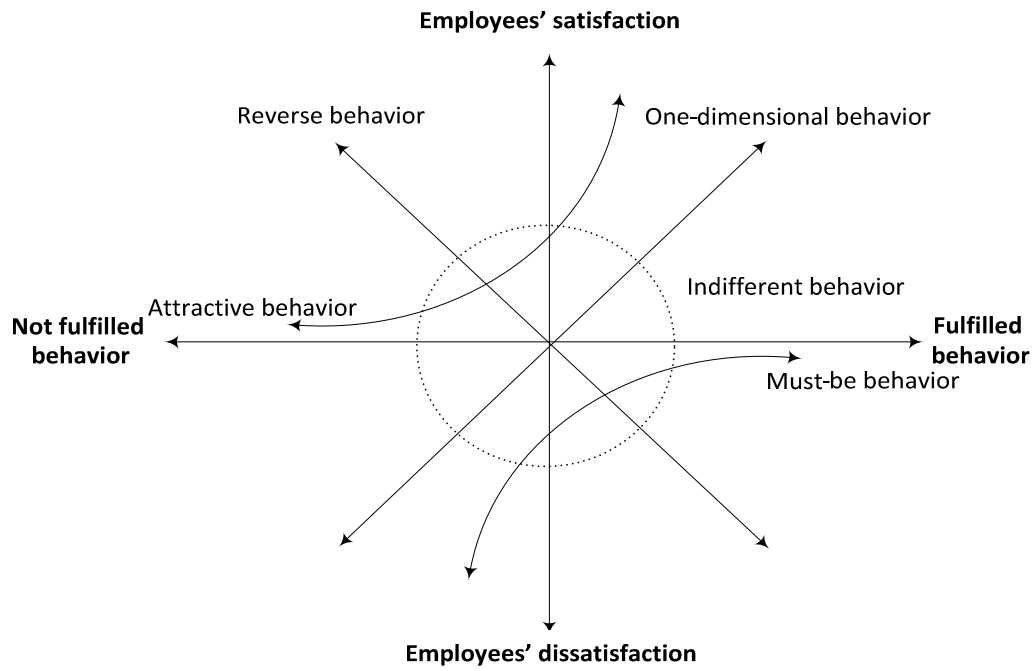 Employees’ satisfaction
Reverse behavior
One-dimensional behavior
Indifferent behavior
Attractive behavior
Not fulfilled
behavior
Fulfilled
behavior
Must-be behavior
Employees’ dissatisfaction